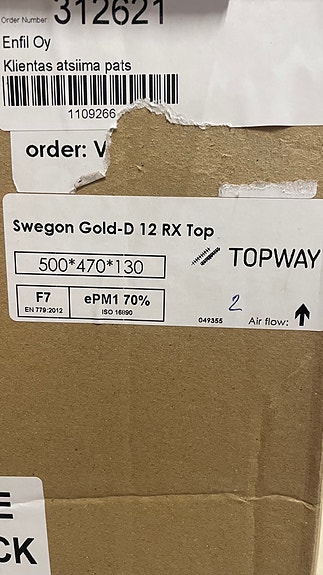 Order Number: 312621
Enfil Oy
Klientas atsiima pats
1109266
order: V
Swegon Gold-D 12 RX Top
500*470*130
TOPWAY
F7
EN 779:2012
ePM1 70%
ISO 16890
049355
2
Air flow:
E
CK